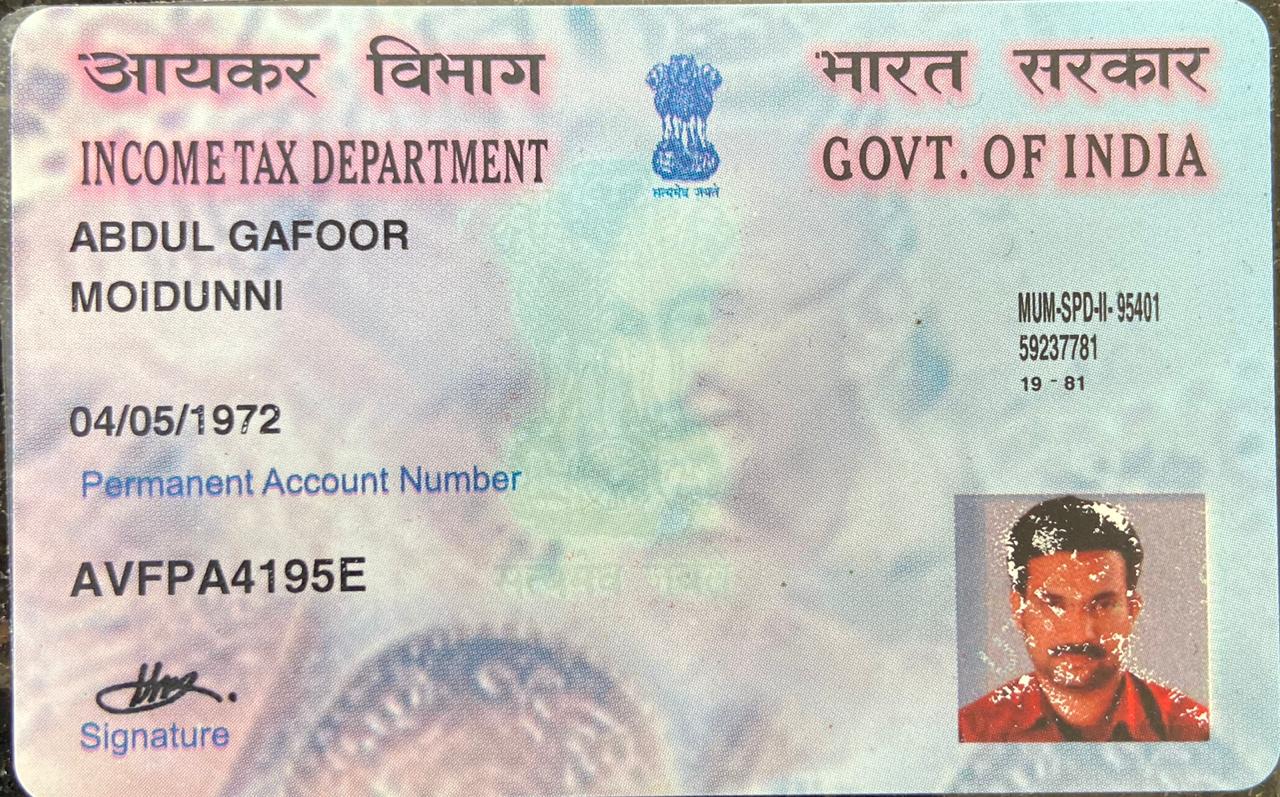 आयकर विभाग
भारत सरकार
INCOME TAX DEPARTMENT
GOVT. OF INDIA
सत्यमेव जयते
ABDUL GAFOOR
MOIDUNNI
MUM-SPD-II- 95401
59237781
19 - 81
04/05/1972
Permanent Account Number
AVFPA4195E
Signature